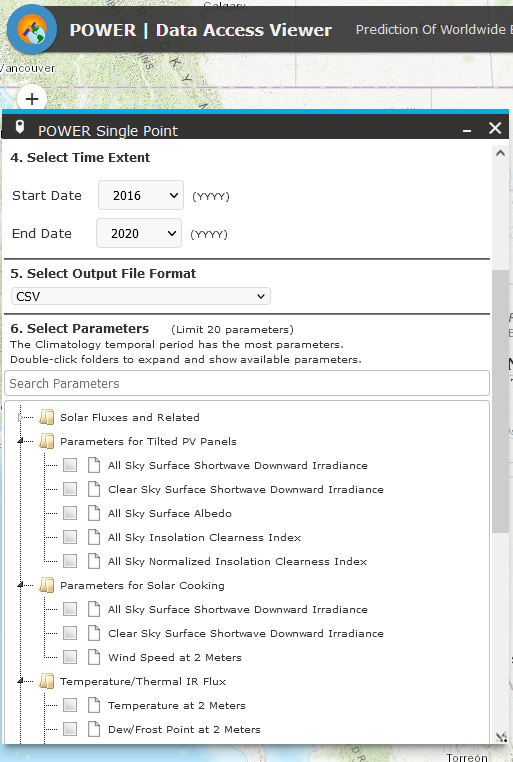 Calgary
POWER | Data Access Viewer
Prediction Of Worldwide
Vancouver
POWER Single Point
4. Select Time Extent
Start Date 2016 (YYYY)
End Date 2020 (YYYY)
5. Select Output File Format
CSV
6. Select Parameters (Limit 20 parameters)
The Climatology temporal period has the most parameters.
Double-click folders to expand and show available parameters.
Search Parameters
Solar Fluxes and Related
Parameters for Tilted PV Panels
All Sky Surface Shortwave Downward Irradiance
Clear Sky Surface Shortwave Downward Irradiance
All Sky Surface Albedo
All Sky Insolation Clearness Index
All Sky Normalized Insolation Clearness Index
Parameters for Solar Cooking
All Sky Surface Shortwave Downward Irradiance
Clear Sky Surface Shortwave Downward Irradiance
Wind Speed at 2 Meters
Temperature/Thermal IR Flux
Temperature at 2 Meters
Dew/Frost Point at 2 Meters
Torreón